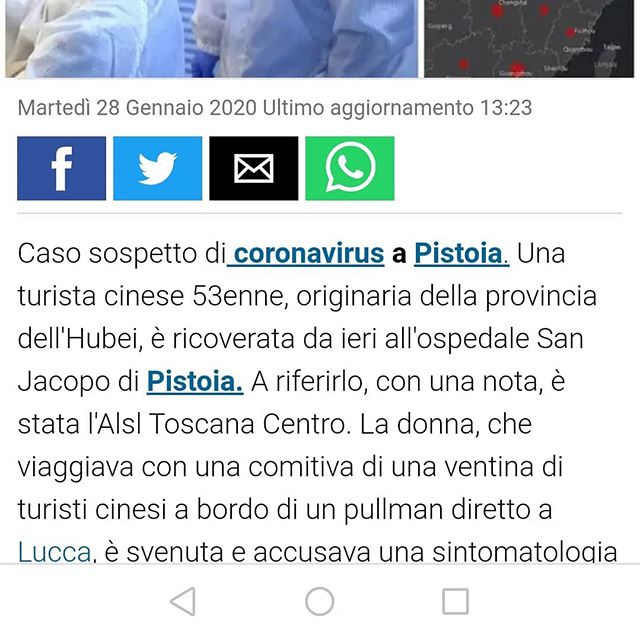 Changsha
Guiyang
Fuzhou
Taipei
Quanzhou
Shantou
Guangzhou
Martedì 28 Gennaio 2020 Ultimo aggiornamento 13:23
Caso sospetto di coronavirus a Pistoia. Una
turista cinese 53enne, originaria della provincia
dell'Hubei, è ricoverata da ieri all'ospedale San
Jacopo di Pistoia. A riferirlo, con una nota, è
stata l'Alsl Toscana Centro. La donna, che
viaggiava con una comitiva di una ventina di
turisti cinesi a bordo di un pullman diretto a
Lucca, è svenuta e accusava una sintomatologia